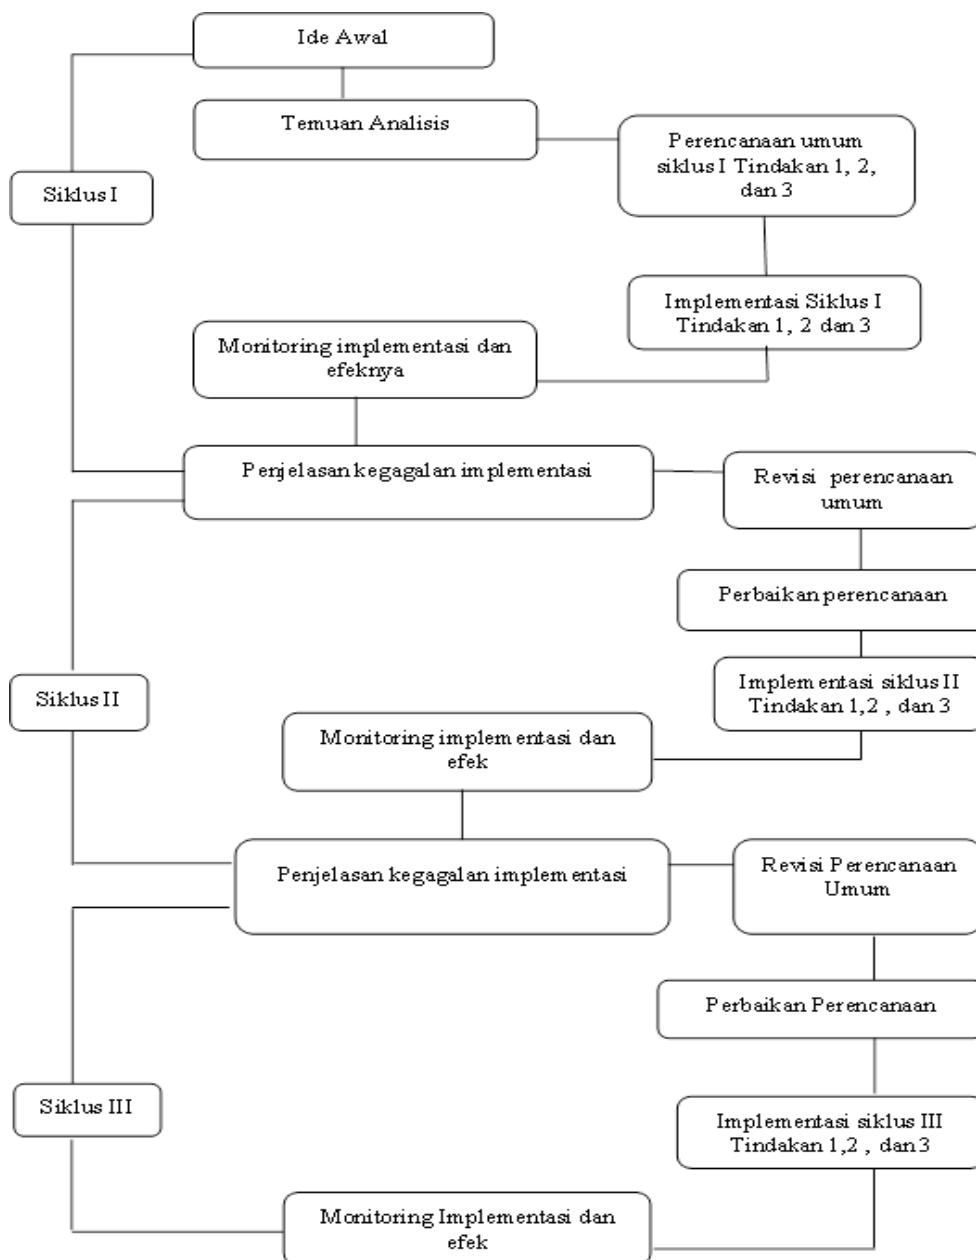 Ide Awal
Temuan Analisis
Perencanaan umum
siklus I Tindakan 1, 2,
dan 3
Siklus I
Implementasi Siklus I
Tindakan 1, 2 dan 3
Monitoring implementasi dan
efeknya
Penjelasan kegagalan implementasi
Revisi perencanaan
umum
Perbaikan perencanaan
Siklus II
Implementasi siklus II
Tindakan 1,2 , dan 3
Monitoring implementasi dan
efek
Penjelasan kegagalan implementasi
Revisi Perencanaan
Umum
Perbaikan Perencanaan
Siklus III
Implementasi siklus III
Tindakan 1,2 , dan 3
Monitoring Implementasi dan
efek